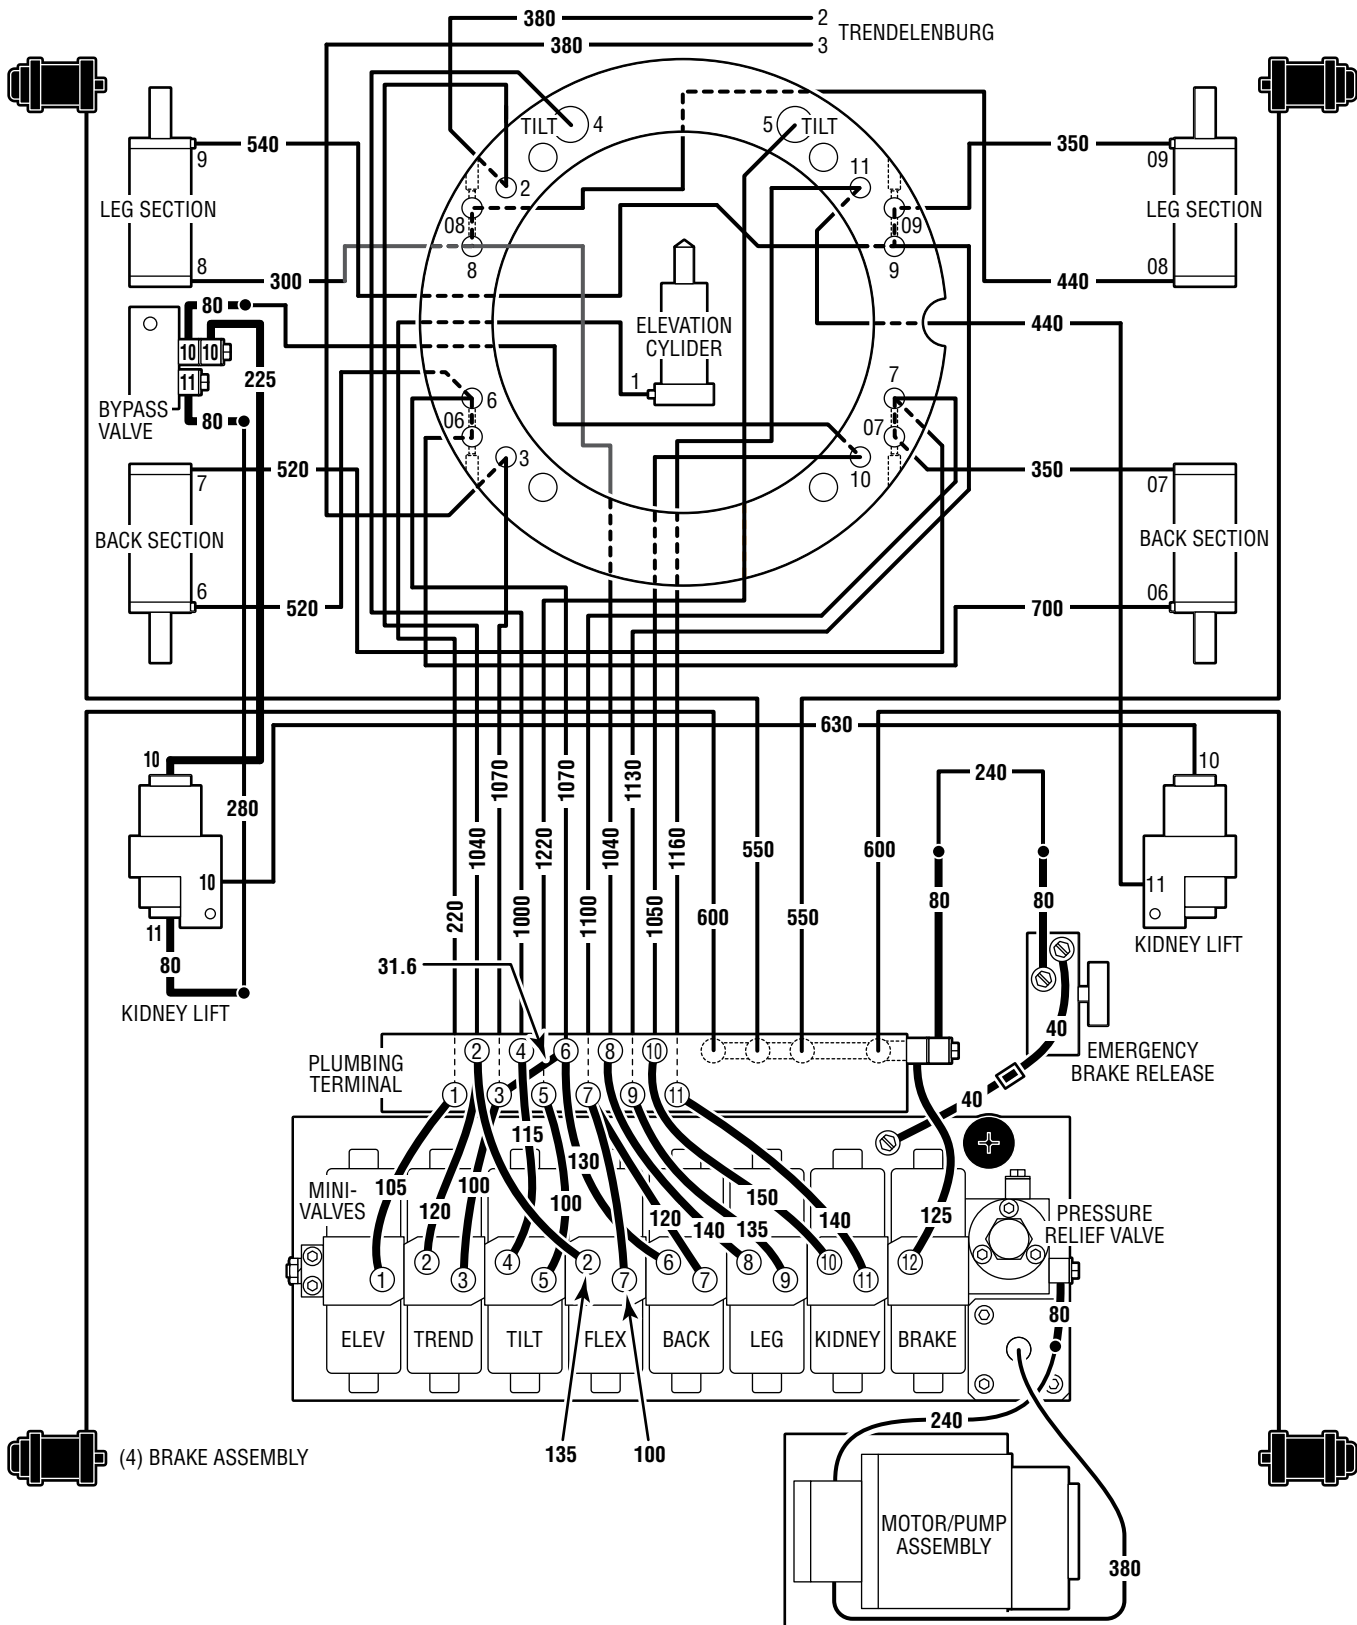 380 2
380 3 TRENDELENBURG
TILT 4
5 TILT
540
9
350
09
2
11
LEG SECTION
LEG SECTION
08
09
8
9
8
300
08
440
80
10 10
11
225
ELEVATION
CYLIDER
1
440
BYPASS
VALVE
80
6
06
7
07
3
10
520
7
350
07
BACK SECTION
BACK SECTION
6
520
06
700
630
10
10
240
280
220
1040
1070
1000
1220
1070
1100
1040
1130
1050
1160
600
550
550
600
80
80
10
11
11
80
KIDNEY LIFT
KIDNEY LIFT
31.6
40
40
EMERGENCY
BRAKE RELEASE
PLUMBING
TERMINAL
2 4 6 8 10
1 3 5 7 9 11
115
130
105
100
120
100
120
140
150
135
140
125
MINI-
VALVES
PRESSURE
RELIEF VALVE
1 2 3 4 5 2 7 6 7 8 9 10 11 12
80
ELEV TREND TILT FLEX BACK LEG KIDNEY BRAKE
135
100
240
(4) BRAKE ASSEMBLY
MOTOR/PUMP
ASSEMBLY
380